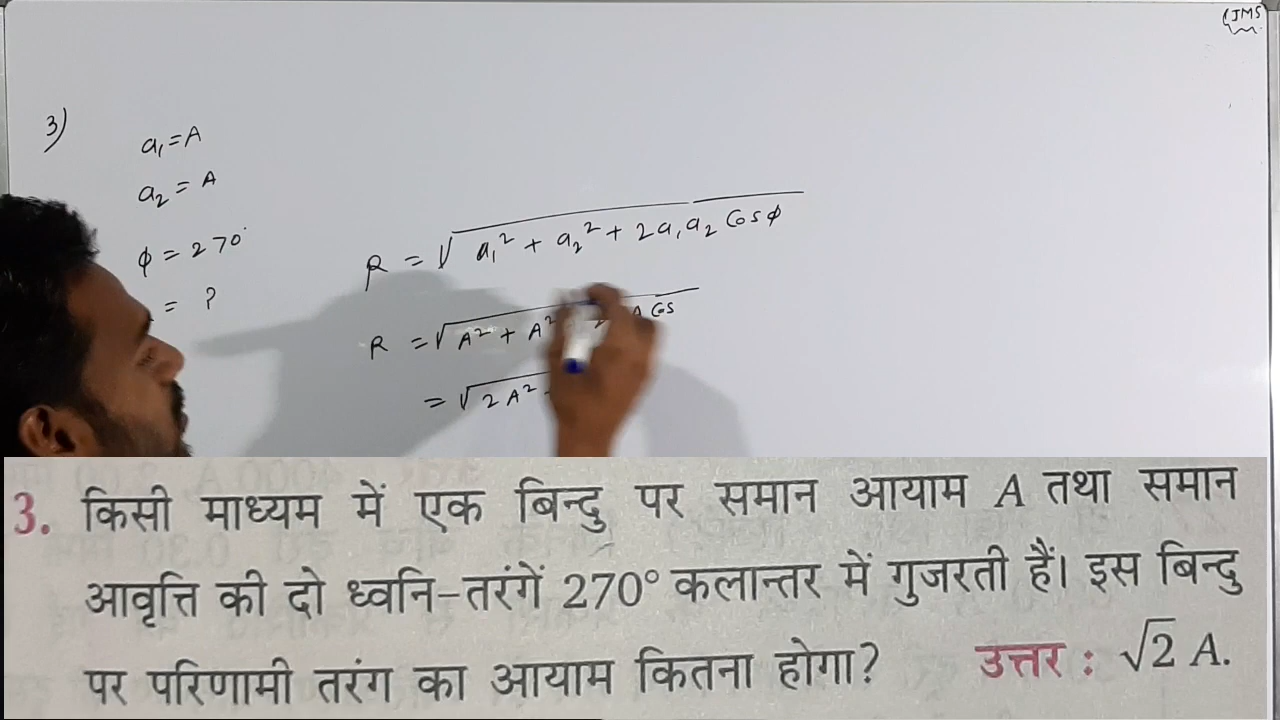 JMS
3)
a₁ = A
a₂ = A
ϕ = 270°
= ?
R = √a₁² + a₂² + 2a₁a₂ Cosϕ
R = √A² + A² A Cos
= √2A²
3. किसी माध्यम में एक बिन्दु पर समान आयाम A तथा समान
आवृत्ति की दो ध्वनि-तरंगें 270° कलान्तर में गुजरती हैं। इस बिन्दु
पर परिणामी तरंग का आयाम कितना होगा? उत्तर : √2 A.